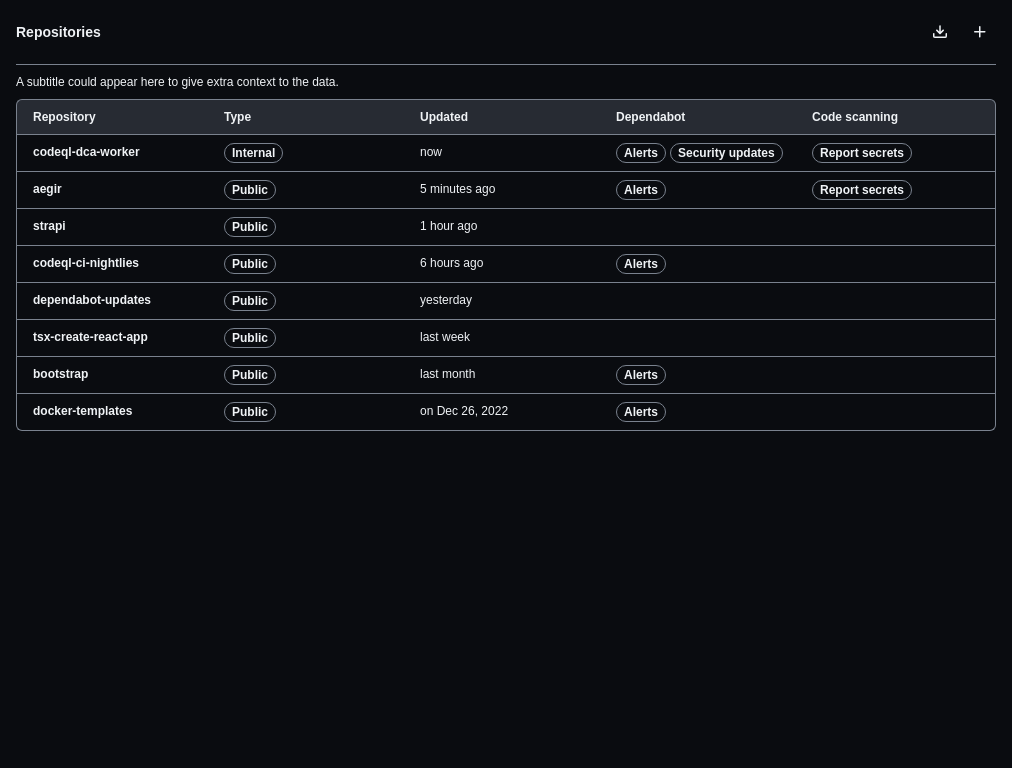 Repositories
A subtitle could appear here to give extra context to the data.
Repository Type Updated Dependabot Code scanning
codeql-dca-worker Internal now Alerts Security updates Report secrets
aegir Public 5 minutes ago Alerts Report secrets
strapi Public 1 hour ago
codeql-ci-nightlies Public 6 hours ago Alerts
dependabot-updates Public yesterday
tsx-create-react-app Public last week
bootstrap Public last month Alerts
docker-templates Public on Dec 26, 2022 Alerts